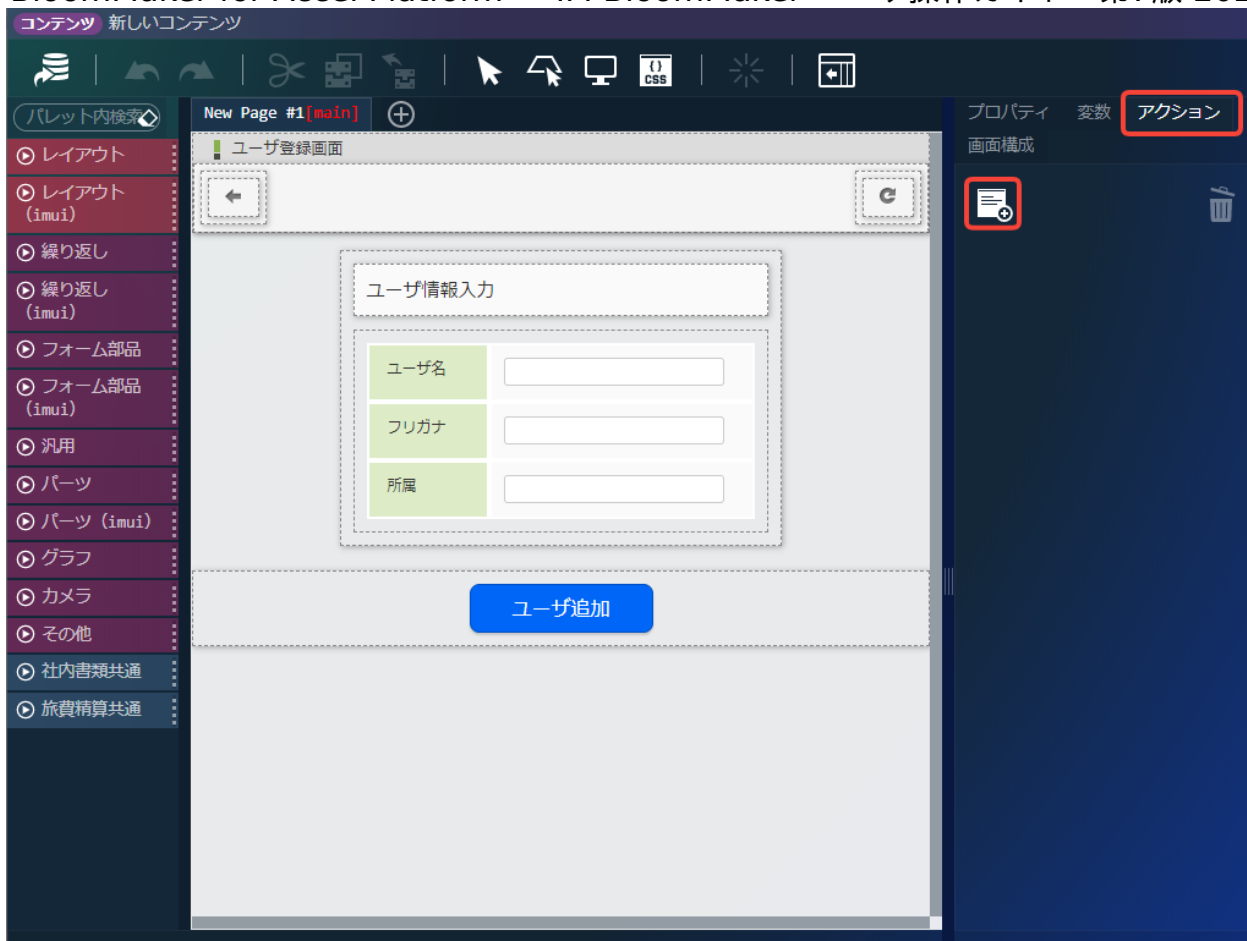 コンテンツ 新しいコンテンツ
{}
CSS
パレット内検索
New Page #1[main]
プロパティ 変数 アクション
画面構成
レイアウト
レイアウト
(imui)
繰り返し
繰り返し
(imui)
フォーム部品
フォーム部品
(imui)
汎用
パーツ
パーツ (imui)
グラフ
カメラ
その他
社内書類共通
旅費精算共通
ユーザ登録画面
ユーザ情報入力
ユーザ名
フリガナ
所属
ユーザ追加